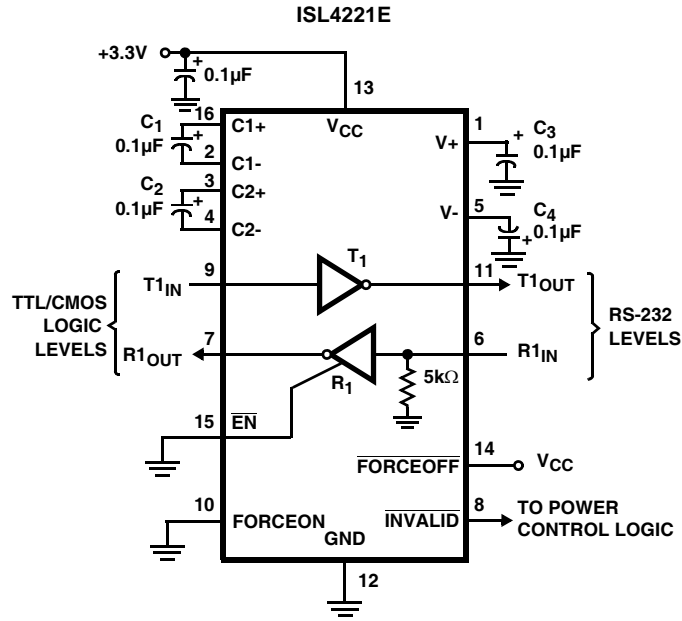 ISL4221E
+3.3V
+
0.1µF
13
16
C1+
VCC
1
C1
0.1µF
+
2
C1-
V+
+
C3
0.1µF
3
C2+
C2
0.1µF
+
4
C2-
5
V-
C4
0.1µF
+
T1
9
T1IN
11
T1OUT
TTL/CMOS
LOGIC
LEVELS
RS-232
LEVELS
7
R1OUT
6
R1IN
R1
5kΩ
15
EN
14
FORCEOFF
VCC
10
FORCEON
8
INVALID
TO POWER
CONTROL LOGIC
GND
12